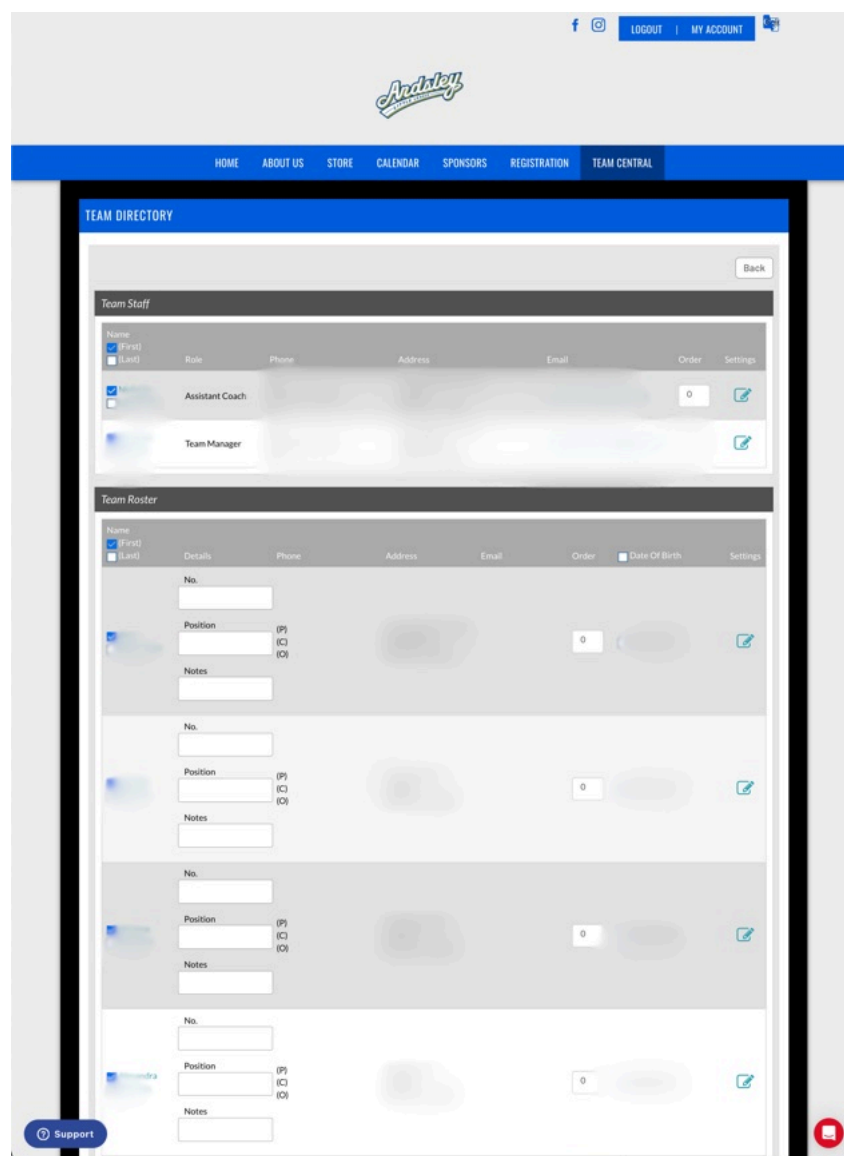 LOGOUT | MY ACCOUNT
Ardsley
HOME ABOUT US STORE CALENDAR SPONSORS REGISTRATION TEAM CENTRAL
TEAM DIRECTORY
Back
Team Staff
Name
(First)
(Last) Role Phone Address Email Order Settings
Assistant Coach 0
Team Manager
Team Roster
Name
(First)
(Last) Details Phone Address Email Order Date Of Birth Settings
No.
Position (P)
(C) 0
(O)
Notes
No.
Position (P)
(C) 0
(O)
Notes
No.
Position (P)
(C) 0
(O)
Notes
No.
Position (P)
(C) 0
(O)
Notes
Support